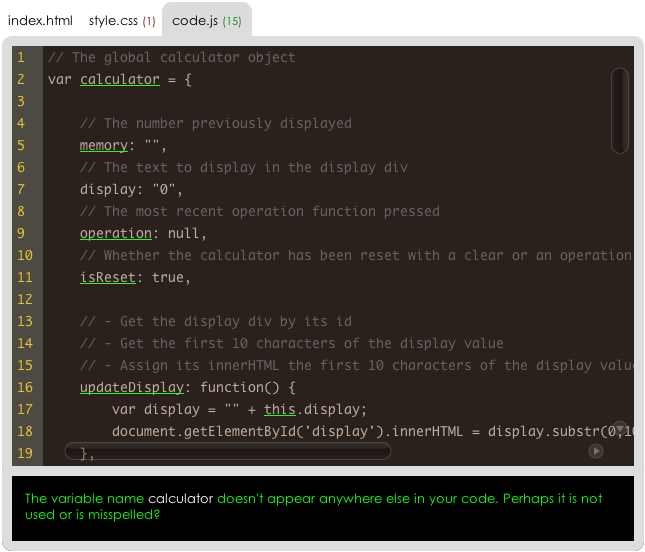 index.html style.css (1) code.js (15)
1 // The global calculator object
2 var calculator = {
3
4 // The number previously displayed
5 memory: "",
6 // The text to display in the display div
7 display: "0",
8 // The most recent operation function pressed
9 operation: null,
10 // Whether the calculator has been reset with a clear or an operation
11 isReset: true,
12
13 // - Get the display div by its id
14 // - Get the first 10 characters of the display value
15 // - Assign its innerHTML the first 10 characters of the display valu
16 updateDisplay: function() {
17 var display = "" + this.display;
18 document.getElementById('display').innerHTML = display.substr(0,10
19 },
The variable name calculator doesn't appear anywhere else in your code. Perhaps it is not
used or is misspelled?